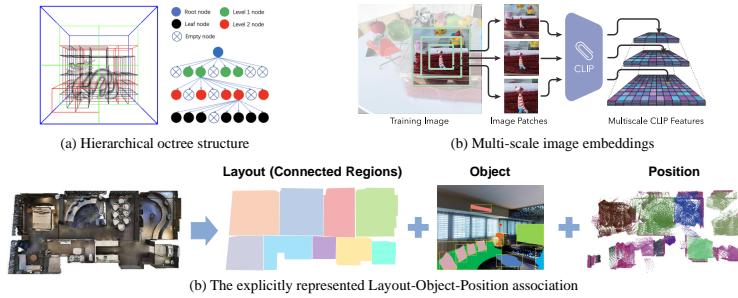 Root node
Level 1 node
Leaf node
Level 2 node
Empty node
(a) Hierarchical octree structure
CLIP
Training Image
Image Patches
Multiscale CLIP Features
(b) Multi-scale image embeddings
Layout (Connected Regions)
Object
Position
(b) The explicitly represented Layout-Object-Position association